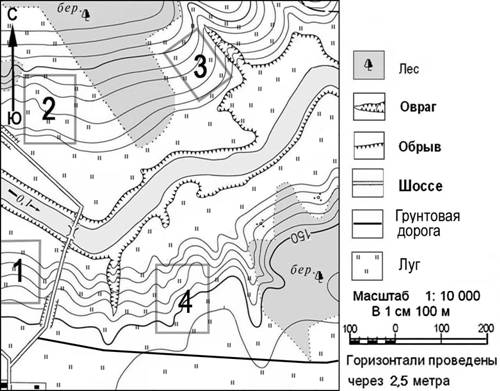 бер.
С
Ю
3
2
0,1
1
4
150
бер.
Лес
Овраг
Обрыв
Шоссе
Грунтовая
дорога
Луг
Масштаб 1: 10 000
В 1 см 100 м
100 0 100 200
Горизонтали проведены
через 2,5 метра